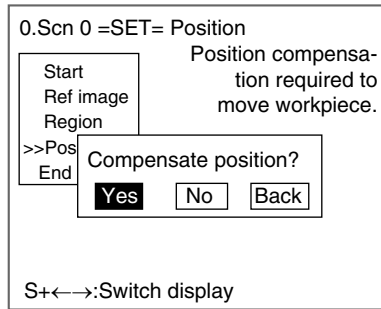 0.Scn 0 =SET= Position
Position compensa-
tion required to
move workpiece.
Start
Ref image
Region
>>Pos
End
Compensate position?
Yes No Back
S+←→:Switch display